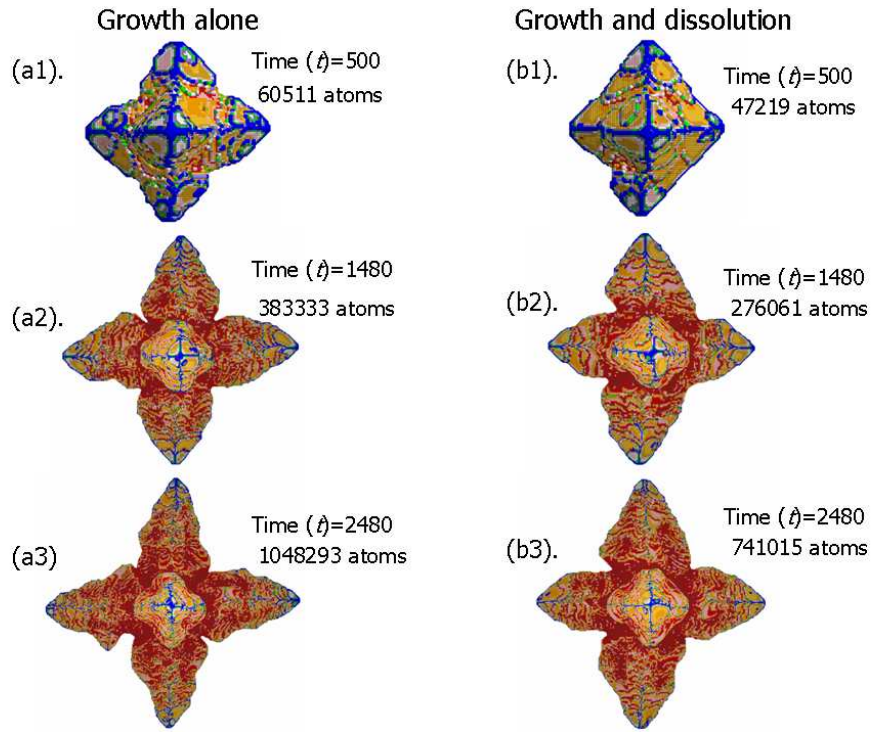 Growth alone
Growth and dissolution
(a1).
Time (t)=500
60511 atoms
(b1).
Time (t)=500
47219 atoms
(a2).
Time (t)=1480
383333 atoms
(b2).
Time (t)=1480
276061 atoms
(a3)
Time (t)=2480
1048293 atoms
(b3).
Time (t)=2480
741015 atoms